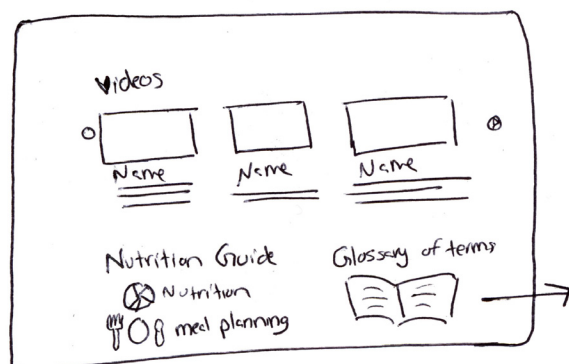 Videos
Name Name Name
Nutrition Guide
Nutrition
meal planning
Glossary of terms